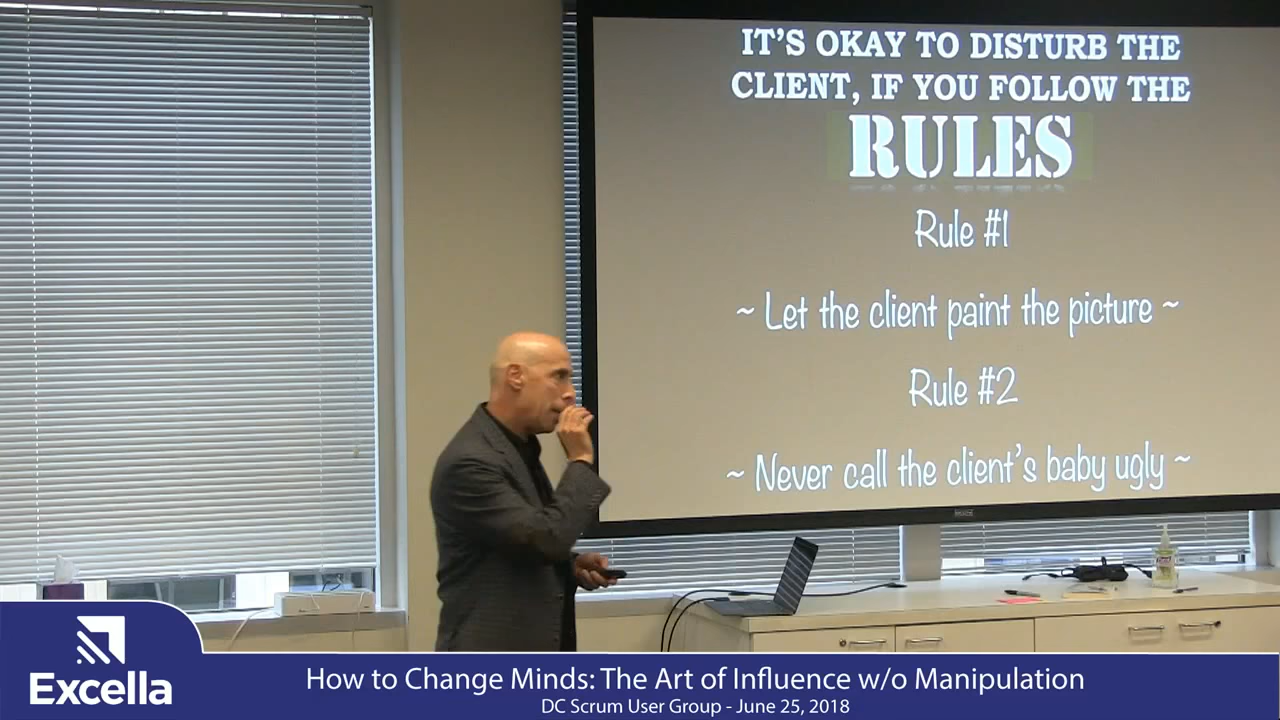 IT'S OKAY TO DISTURB THE
CLIENT, IF YOU FOLLOW THE
RULES
Rule #1
~ Let the client paint the picture ~
Rule #2
~ Never call the client's baby ugly ~
Excella
How to Change Minds: The Art of Influence w/o Manipulation
DC Scrum User Group - June 25, 2018